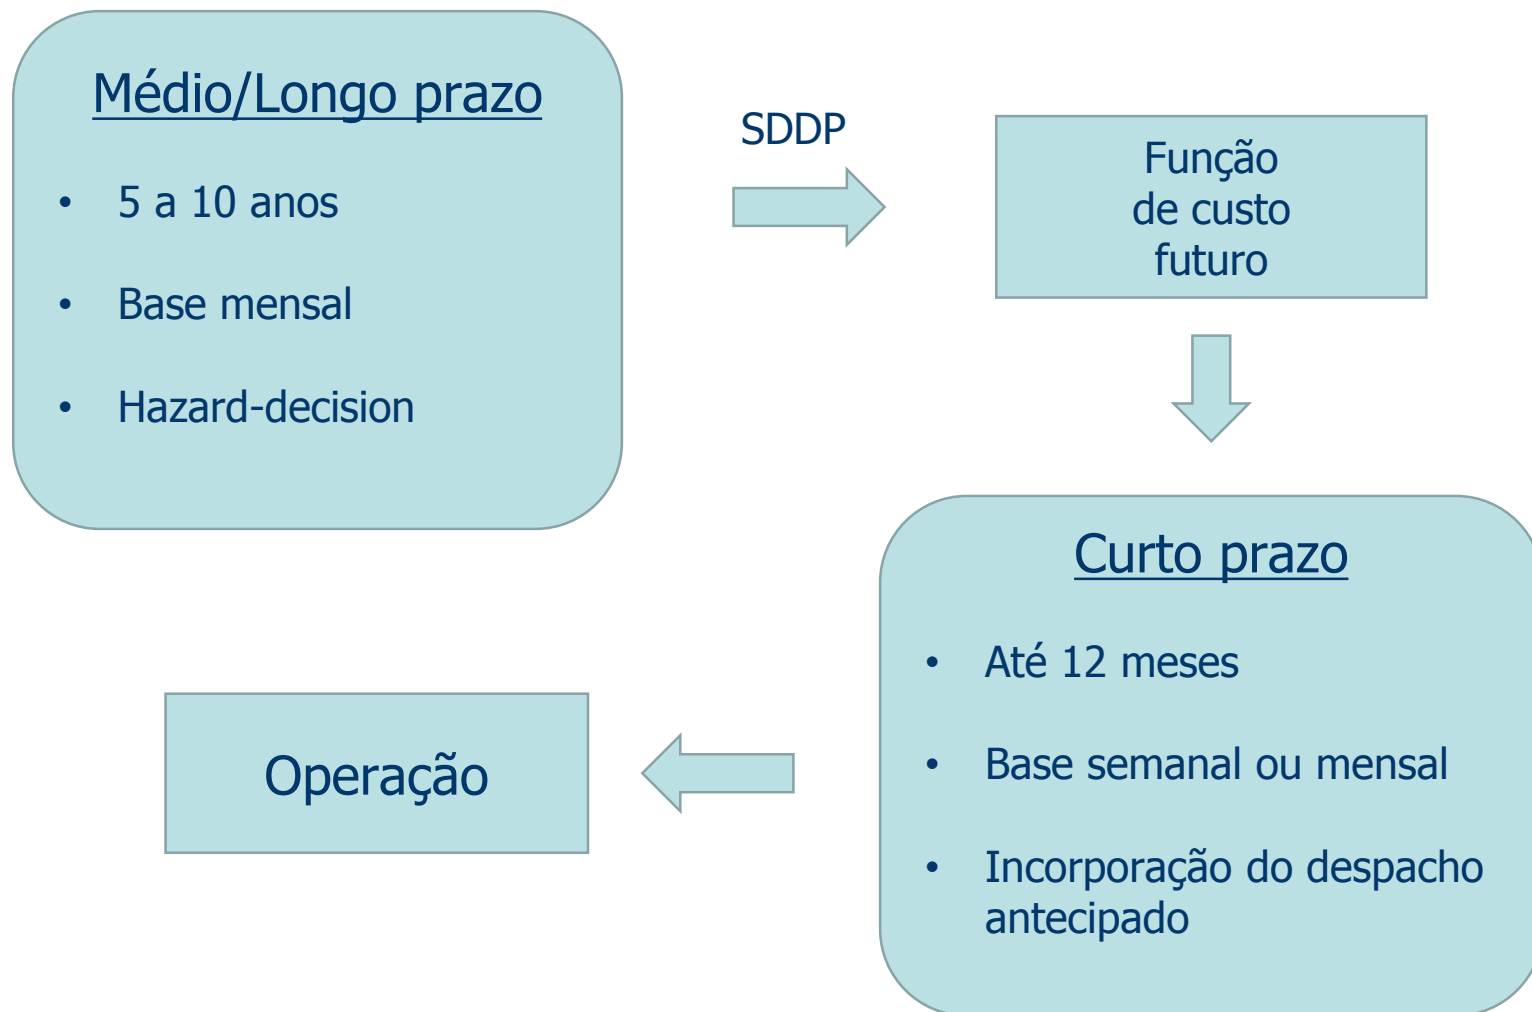 Médio/Longo prazo
• 5 a 10 anos
• Base mensal
• Hazard-decision
SDDP
Função
de custo
futuro
Curto prazo
• Até 12 meses
• Base semanal ou mensal
• Incorporação do despacho
antecipado
Operação